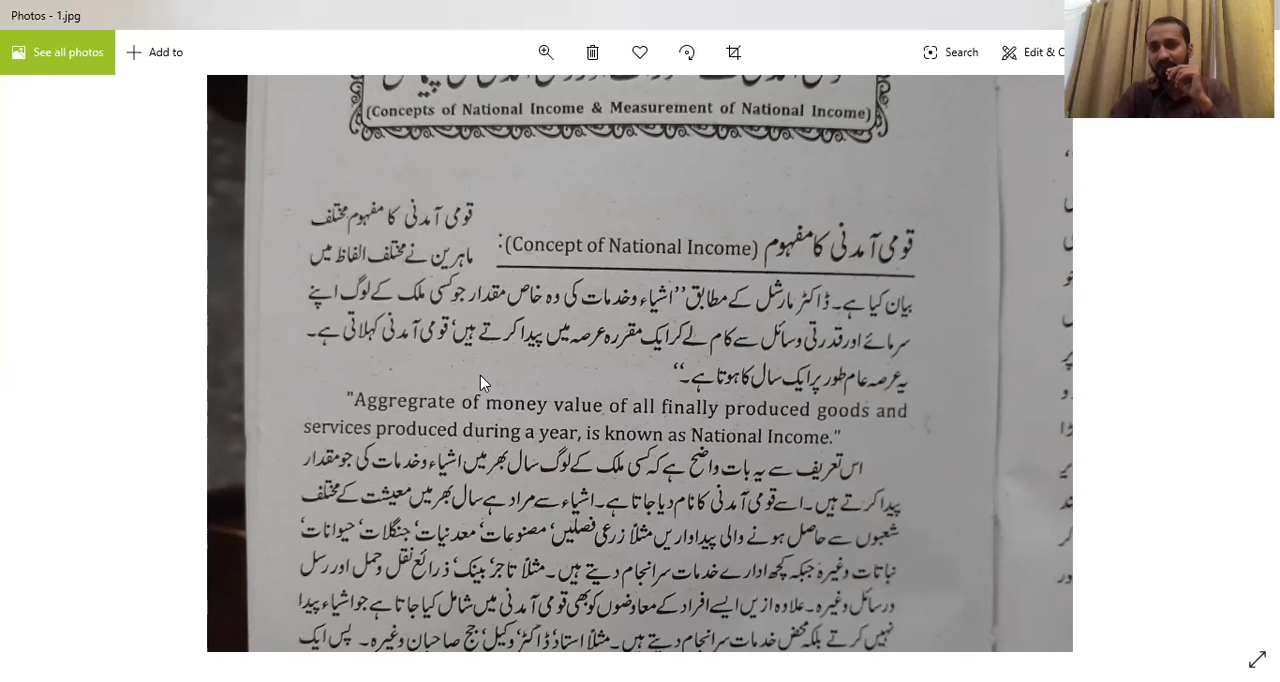 Photos - 1.jpg
See all photos
Add to
Search
Edit & C
(Concepts of National Income & Measurement of National Income)
قومی آمدنی کا مفہوم (Concept of National Income):
قومی آمدنی کا مفہوم مختلف
ماہرین نے مختلف الفاظ میں
بیان کیا ہے۔ ڈاکٹر مارشل کے مطابق ’’اشیاء و خدمات کی وہ خاص مقدار جو کسی ملک کے لوگ اپنے
سرمائے اور قدرتی وسائل سے کام لے کر ایک مقررہ عرصہ میں پیدا کرتے ہیں‘ قومی آمدنی کہلاتی ہے۔
یہ عرصہ عام طور پر ایک سال کا ہوتا ہے۔‘‘
"Aggregrate of money value of all finally produced goods and
services produced during a year, is known as National Income."
اس تعریف سے یہ بات واضح ہے کہ کسی ملک کے لوگ سال بھر میں اشیاء و خدمات کی جو مقدار
پیدا کرتے ہیں۔ اسے قومی آمدنی کا نام دیا جاتا ہے۔ اشیاء سے مراد ہے سال بھر میں معیشت کے مختلف
شعبوں سے حاصل ہونے والی پیداواریں مثلاً زرعی فصلیں‘ مصنوعات‘ معدنیات‘ جنگلات‘ حیوانات‘
نباتات وغیرہ جبکہ کچھ ادارے خدمات سرانجام دیتے ہیں۔ مثلاً تاجر‘ بینک‘ ذرائع نقل و حمل اور رسل
و رسائل وغیرہ۔ علاوہ ازیں ایسے افراد کے معاوضوں کو بھی قومی آمدنی میں شامل کیا جاتا ہے جو اشیاء پیدا
نہیں کرتے بلکہ محض خدمات سرانجام دیتے ہیں۔ مثلاً استاد‘ ڈاکٹر‘ وکیل‘ جج صاحبان وغیرہ۔ پس ایک